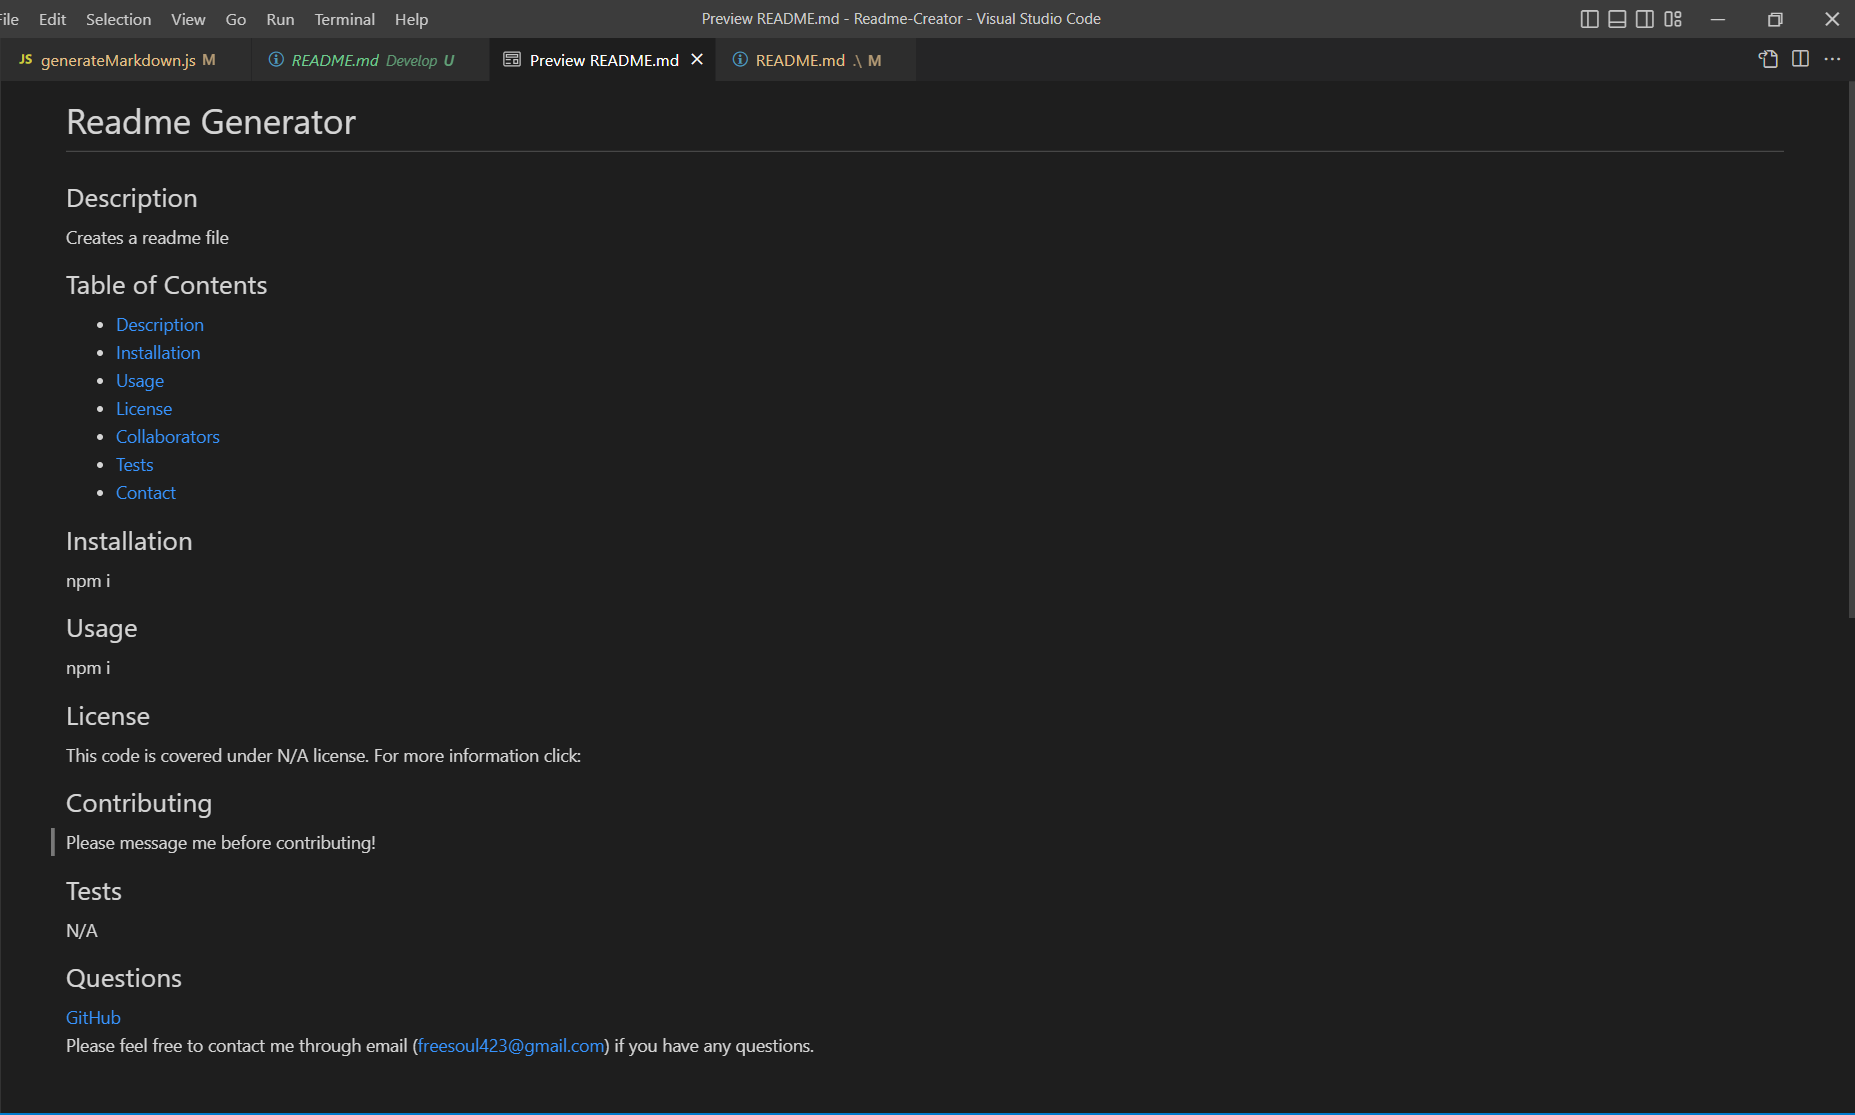 File Edit Selection View Go Run Terminal Help Preview README.md - Readme-Creator - Visual Studio Code
JS generateMarkdown.js M README.md Develop U Preview README.md README.md .\ M
Readme Generator
Description
Creates a readme file
Table of Contents
Description
Installation
Usage
License
Collaborators
Tests
Contact
Installation
npm i
Usage
npm i
License
This code is covered under N/A license. For more information click:
Contributing
Please message me before contributing!
Tests
N/A
Questions
GitHub
Please feel free to contact me through email (freesoul423@gmail.com) if you have any questions.